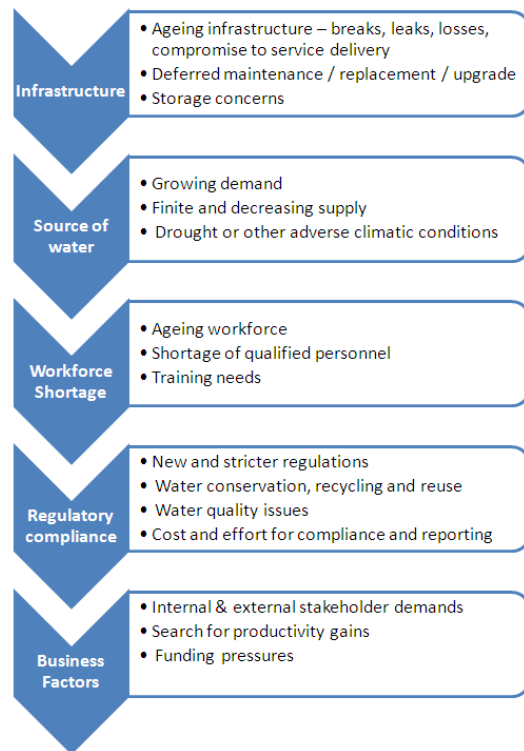 Infrastructure
• Ageing infrastructure – breaks, leaks, losses,
compromise to service delivery
• Deferred maintenance / replacement / upgrade
• Storage concerns
Source of
water
• Growing demand
• Finite and decreasing supply
• Drought or other adverse climatic conditions
Workforce
Shortage
• Ageing workforce
• Shortage of qualified personnel
• Training needs
Regulatory
compliance
• New and stricter regulations
• Water conservation, recycling and reuse
• Water quality issues
• Cost and effort for compliance and reporting
Business
Factors
• Internal & external stakeholder demands
• Search for productivity gains
• Funding pressures